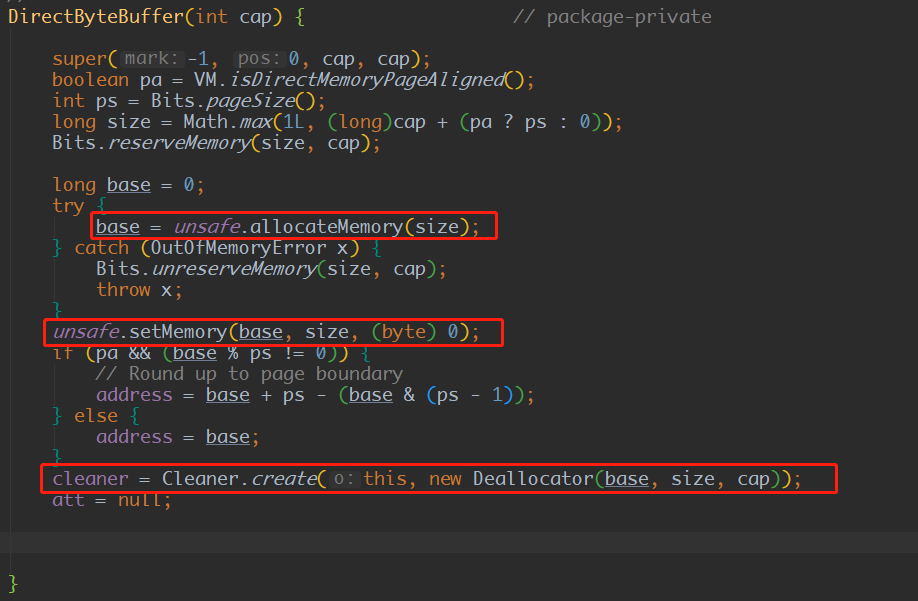 DirectByteBuffer(int cap) { // package-private
super( mark: -1, pos: 0, cap, cap);
boolean pa = VM.isDirectMemoryPageAligned();
int ps = Bits.pageSize();
long size = Math.max(1L, (long)cap + (pa ? ps : 0));
Bits.reserveMemory(size, cap);
long base = 0;
try {
base = unsafe.allocateMemory(size);
} catch (OutOfMemoryError x) {
Bits.unreserveMemory(size, cap);
throw x;
}
unsafe.setMemory(base, size, (byte) 0);
if (pa && (base % ps != 0)) {
// Round up to page boundary
address = base + ps - (base & (ps - 1));
} else {
address = base;
}
cleaner = Cleaner.create( o: this, new Deallocator(base, size, cap));
att = null;
}